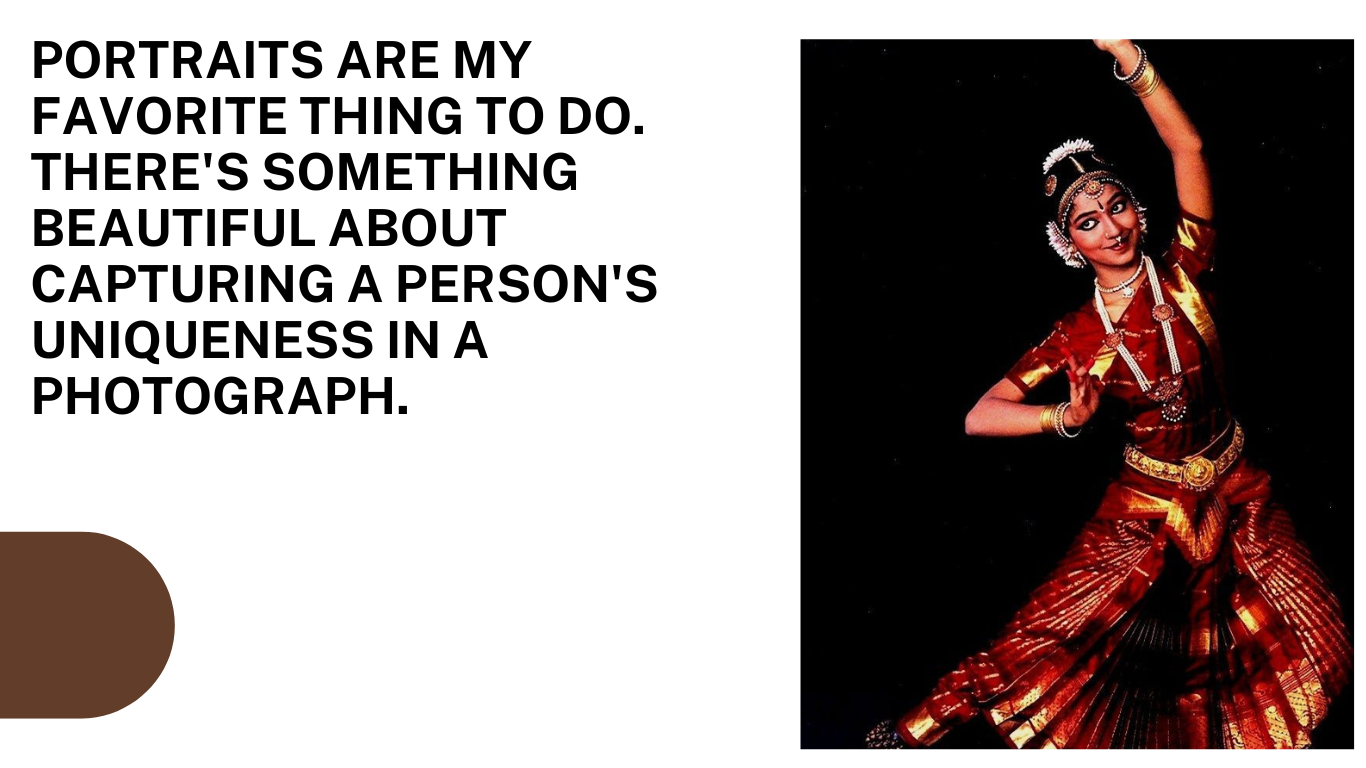 PORTRAITS ARE MY
FAVORITE THING TO DO.
THERE'S SOMETHING
BEAUTIFUL ABOUT
CAPTURING A PERSON'S
UNIQUENESS IN A
PHOTOGRAPH.